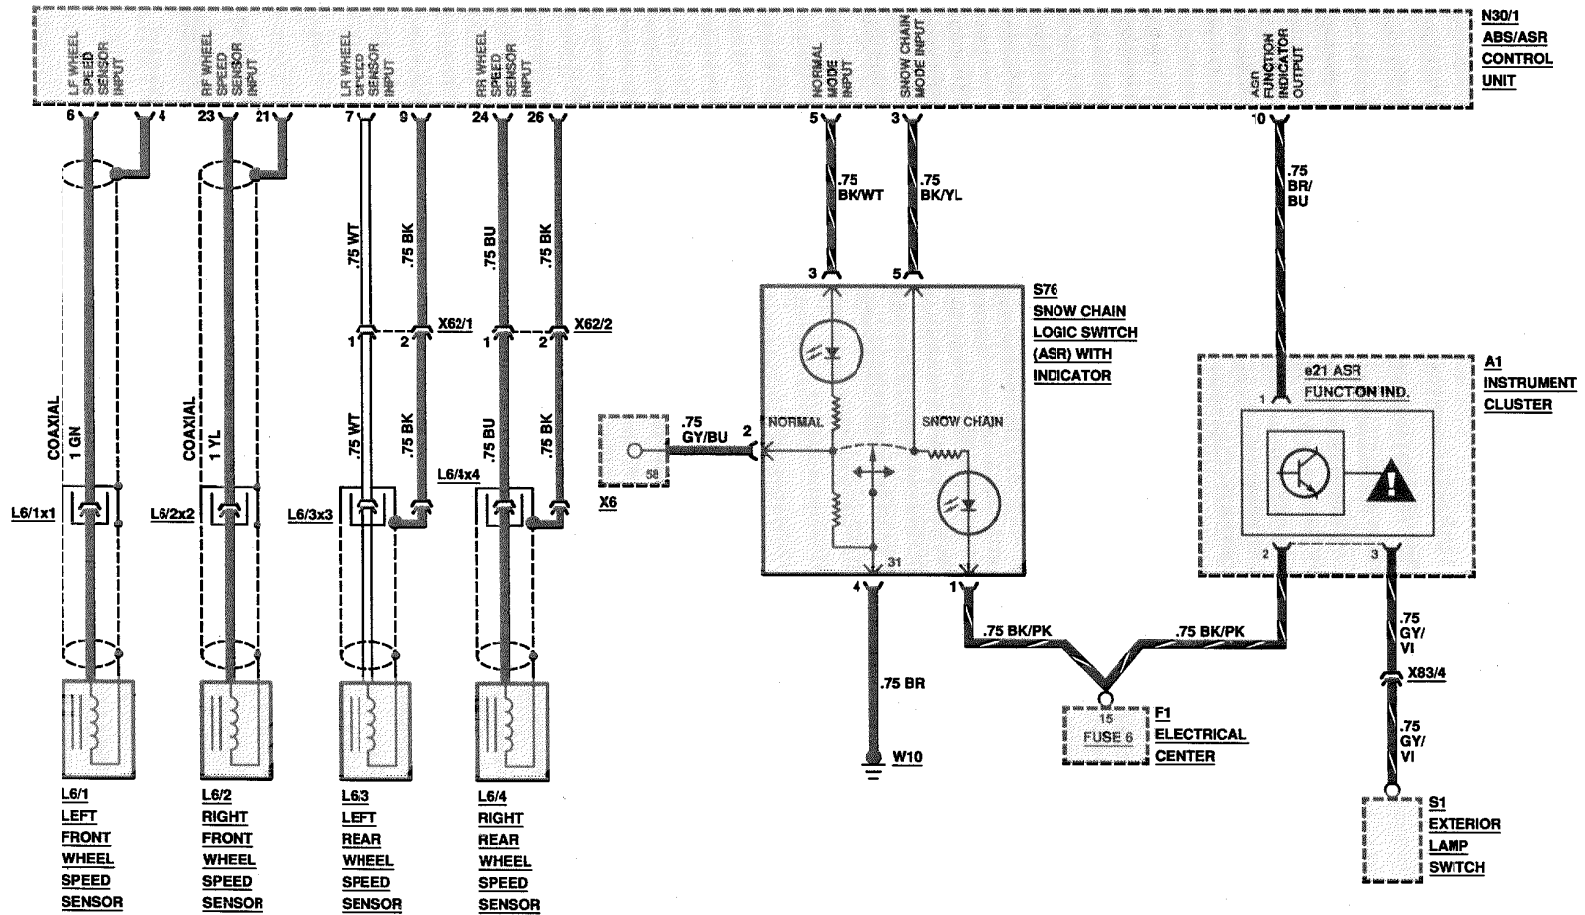 LF WHEEL
SPEED
SENSOR
INPUT
RF WHEEL
SPEED
SENSOR
INPUT
LR WHEEL
SPEED
SENSOR
INPUT
RR WHEEL
SPEED
SENSOR
INPUT
NORMAL
MODE
INPUT
SNOW CHAIN
MODE INPUT
ASR
FUNCTION
INDICATOR
OUTPUT
N30/1
ABS/ASR
CONTROL
UNIT
6
4
23
21
7
9
24
26
5
3
10
.75
BK/WT
.75
BK/YL
.75
BR/
BU
.75 WT
.75 BK
.75 BU
.75 BK
3
5
1
2
X62/1
1
2
X62/2
S76
SNOW CHAIN
LOGIC SWITCH
(ASR) WITH
INDICATOR
A1
INSTRUMENT
CLUSTER
e21 ASR
FUNCTION IND.
1
COAXIAL
1 GN
COAXIAL
1 YL
.75 WT
.75 BK
.75 BU
.75 BK
NORMAL
SNOW CHAIN
.75
GY/BU
2
58
X6
L6/1x1
L6/2x2
L6/3x3
L6/4x4
!
2
3
31
4
1
.75 BK/PK
.75 BK/PK
.75
GY/
VI
X83/4
.75 BR
.75
GY/
VI
W10
15
FUSE 6
F1
ELECTRICAL
CENTER
L6/1
LEFT
FRONT
WHEEL
SPEED
SENSOR
L6/2
RIGHT
FRONT
WHEEL
SPEED
SENSOR
L6/3
LEFT
REAR
WHEEL
SPEED
SENSOR
L6/4
RIGHT
REAR
WHEEL
SPEED
SENSOR
S1
EXTERIOR
LAMP
SWITCH